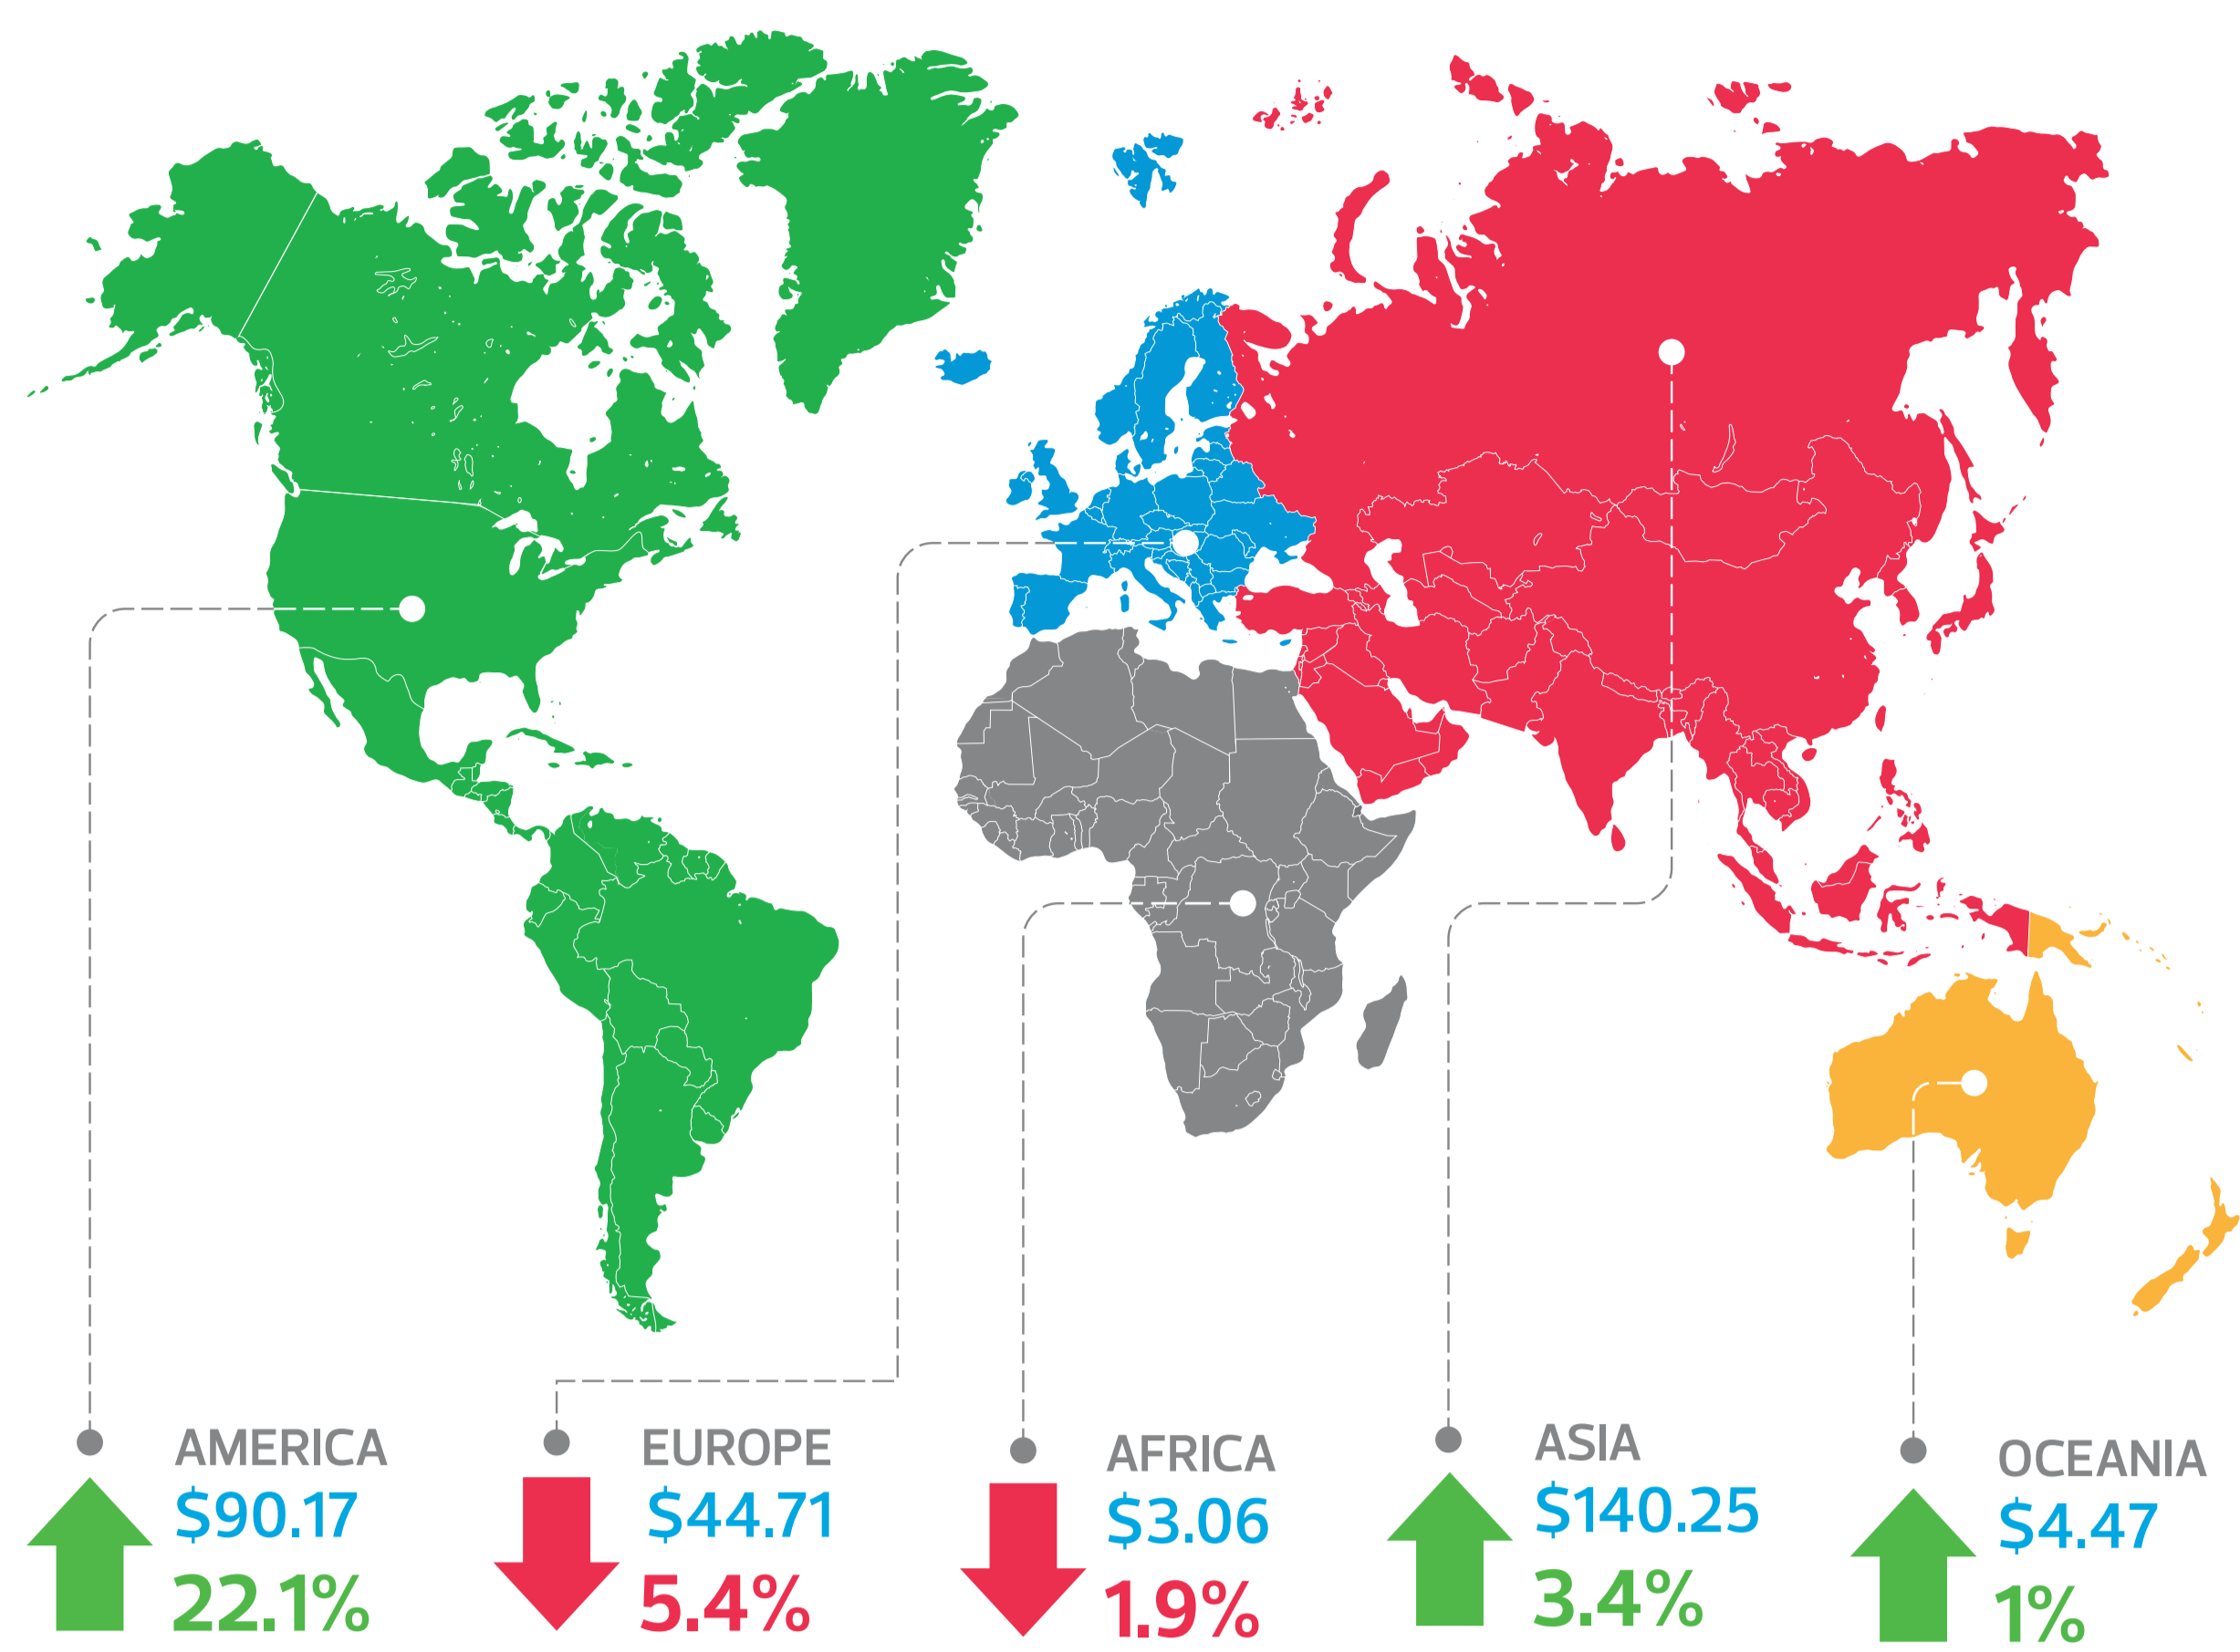 AMERICA
$90.17
22.1%
EUROPE
$44.71
5.4%
AFRICA
$3.06
1.9%
ASIA
$140.25
3.4%
OCEANIA
$4.47
1%